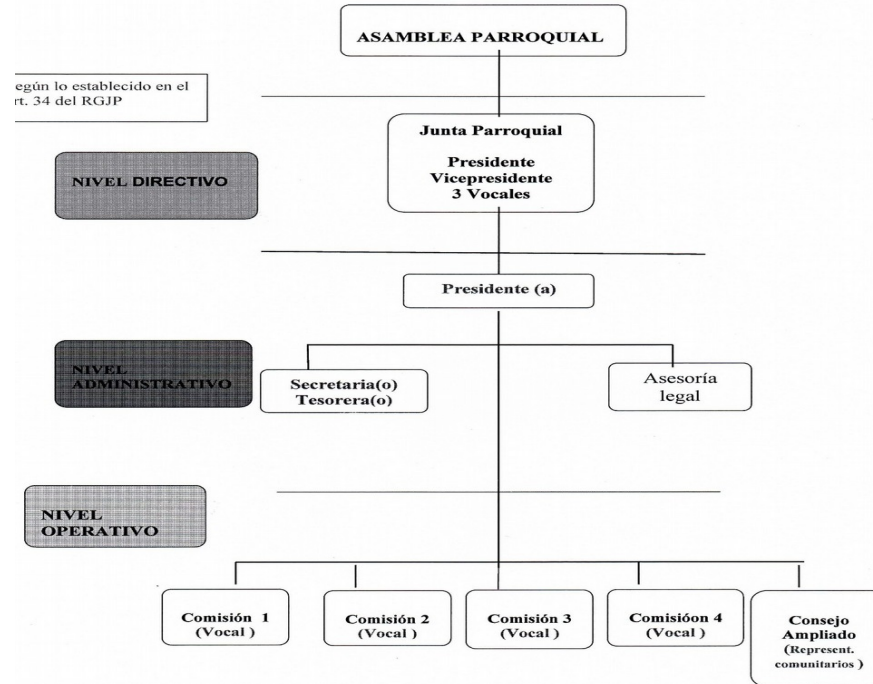 ASAMBLEA PARROQUIAL
egún lo establecido en el
rt. 34 del RGJP
Junta Parroquial
Presidente
Vicepresidente
3 Vocales
NIVEL DIRECTIVO
Presidente (a)
NIVEL
ADMINISTRATIVO
Secretaria(o)
Tesorera(o)
Asesoría
legal
NIVEL
OPERATIVO
Comisión 1
(Vocal )
Comisión 2
(Vocal )
Comisión 3
(Vocal )
Comisióon 4
(Vocal )
Consejo
Ampliado
(Represent.
comunitarios )